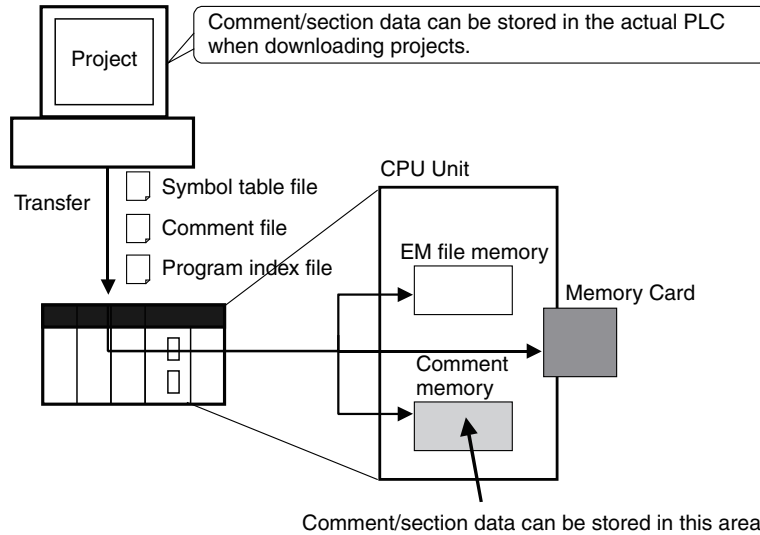 Comment/section data can be stored in the actual PLC
when downloading projects.
Project
CPU Unit
Transfer
Symbol table file
Comment file
Program index file
EM file memory
Memory Card
Comment
memory
Comment/section data can be stored in this area